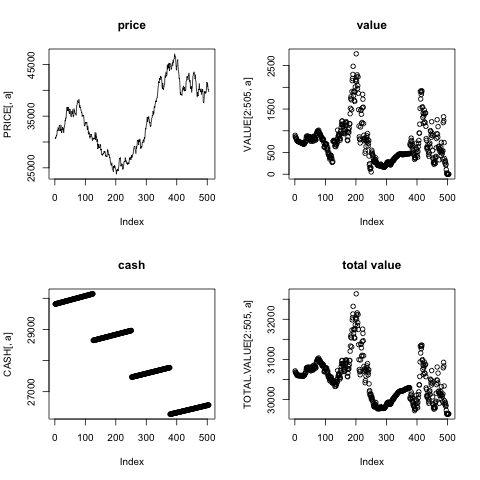 price
PRICE[, a]
25000 35000 45000
0 100 200 300 400 500
Index
value
VALUE[2:505, a]
0 500 1500 2500
0 100 200 300 400 500
Index
cash
CASH[, a]
27000 29000
0 100 200 300 400 500
Index
total value
TOTAL.VALUE[2:505, a]
30000 31000 32000
0 100 200 300 400 500
Index